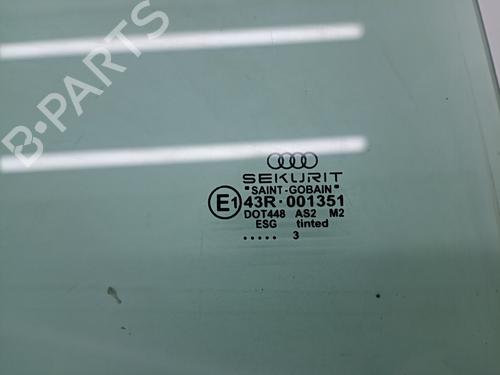 B-PARTS
SEKURIT
"SAINT-GOBAIN"
E1 43R-001351
DOT448 AS2 M2
ESG tinted
..... 3